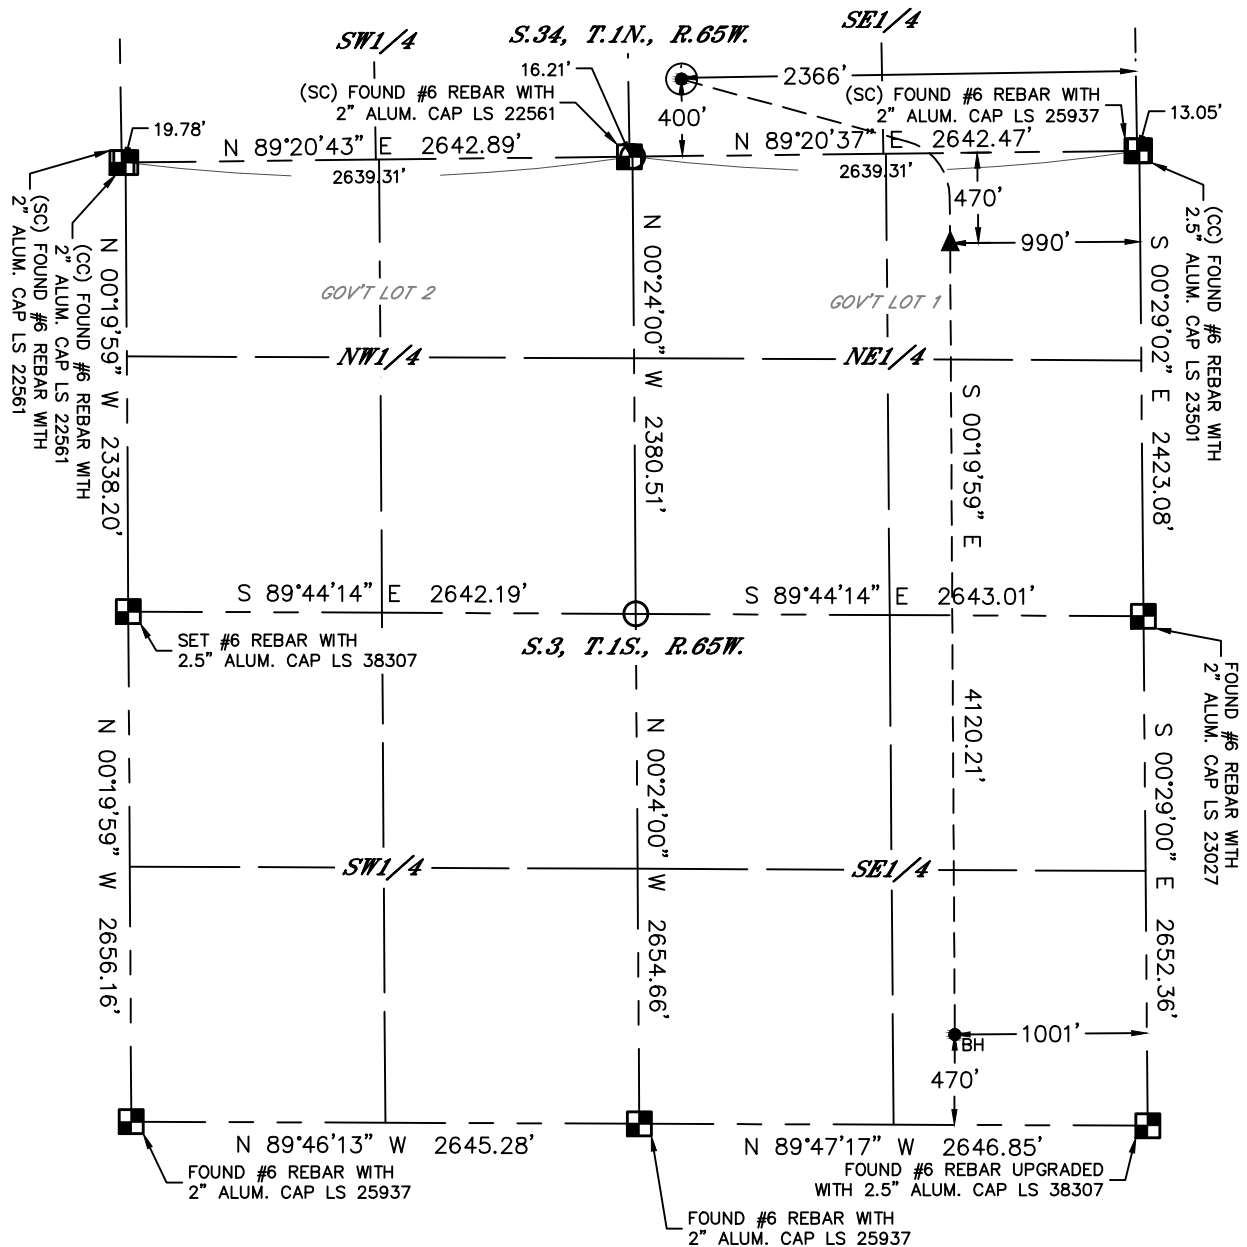 SW1/4
S.34, T.1N., R.65W.
SE1/4
16.21'
2366'
(SC) FOUND #6 REBAR WITH
2" ALUM. CAP LS 22561
400'
(SC) FOUND #6 REBAR WITH
2" ALUM. CAP LS 25937
13.05'
19.78'
N 89°20'43" E 2642.89'
2639.31'
N 89°20'37" E 2642.47'
2639.31'
470'
990'
(SC) FOUND #6 REBAR WITH
2" ALUM. CAP LS 22561
(CC) FOUND #6 REBAR WITH
2" ALUM. CAP LS 22561
(CC) FOUND #6 REBAR WITH
2.5" ALUM. CAP LS 23501
N 00°19'59" W 2338.20'
GOV'T LOT 2
N 00°24'00" W 2380.51'
GOV'T LOT 1
S 00°29'02" E 2423.08'
NW1/4
NE1/4
S 00°19'59" E 4120.21'
S 89°44'14" E 2642.19'
S 89°44'14" E 2643.01'
SET #6 REBAR WITH
2.5" ALUM. CAP LS 38307
S.3, T.1S., R.65W.
FOUND #6 REBAR WITH
2" ALUM. CAP LS 23027
N 00°19'59" W 2656.16'
N 00°24'00" W 2654.66'
S 00°29'00" E 2652.36'
SW1/4
SE1/4
BH
1001'
470'
N 89°46'13" W 2645.28'
N 89°47'17" W 2646.85'
FOUND #6 REBAR WITH
2" ALUM. CAP LS 25937
FOUND #6 REBAR UPGRADED
WITH 2.5" ALUM. CAP LS 38307
FOUND #6 REBAR WITH
2" ALUM. CAP LS 25937